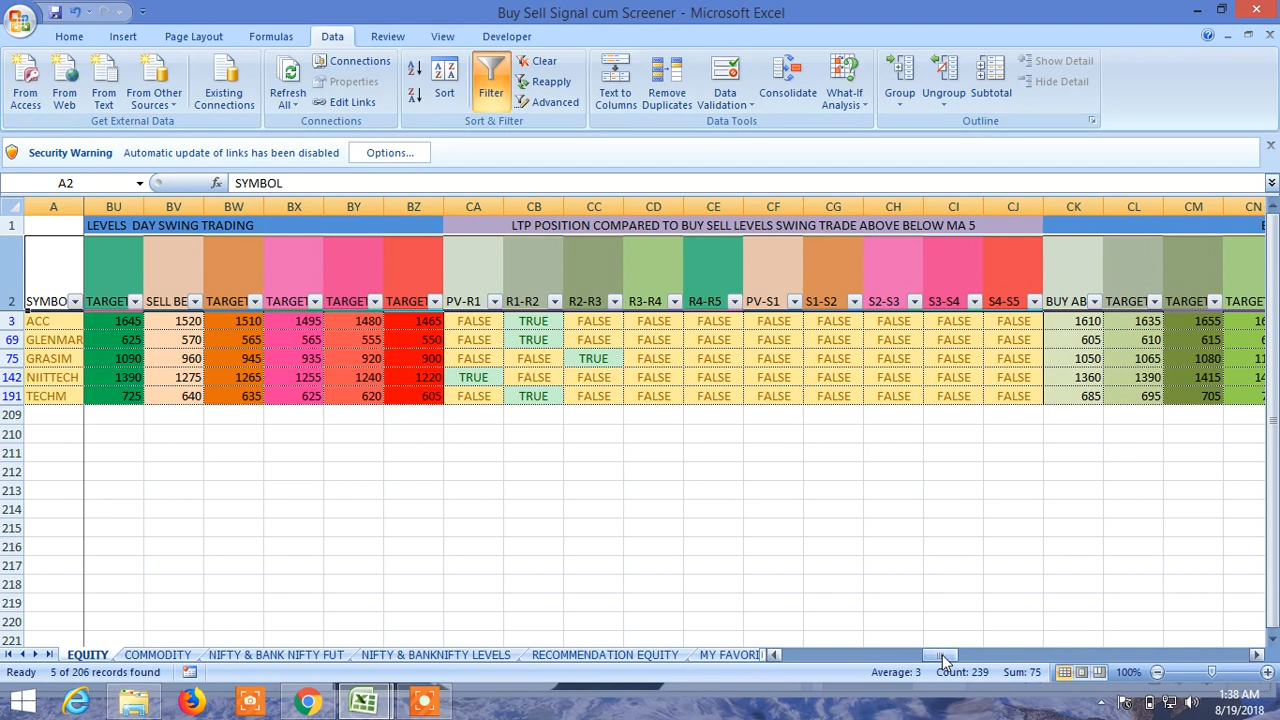 Buy Sell Signal cum Screener - Microsoft Excel
Home Insert Page Layout Formulas Data Review View Developer
From Access
From Web
From Text
From Other Sources
Existing Connections
Get External Data
Refresh All
Connections
Properties
Edit Links
Connections
Sort
Filter
Clear
Reapply
Advanced
Sort & Filter
Text to Columns
Remove Duplicates
Data Validation
Consolidate
What-If Analysis
Data Tools
Group
Ungroup
Subtotal
Show Detail
Hide Detail
Outline
Security Warning Automatic update of links has been disabled Options...
A2 fx SYMBOL
A BU BV BW BX BY BZ CA CB CC CD CE CF CG CH CI CJ CK CL CM CN
1 LEVELS DAY SWING TRADING LTP POSITION COMPARED TO BUY SELL LEVELS SWING TRADE ABOVE BELOW MA 5
2 SYMBO TARGET SELL BE TARGET TARGET TARGET TARGET PV-R1 R1-R2 R2-R3 R3-R4 R4-R5 PV-S1 S1-S2 S2-S3 S3-S4 S4-S5 BUY AB TARGET TARGET TARGET
3 ACC 1645 1520 1510 1495 1480 1465 FALSE TRUE FALSE FALSE FALSE FALSE FALSE FALSE FALSE FALSE 1610 1635 1655
69 GLENMAR 625 570 565 565 555 550 FALSE TRUE FALSE FALSE FALSE FALSE FALSE FALSE FALSE FALSE 605 610 615
75 GRASIM 1090 960 945 935 920 900 FALSE FALSE TRUE FALSE FALSE FALSE FALSE FALSE FALSE FALSE 1050 1065 1080
142 NIITTECH 1390 1275 1265 1255 1240 1220 TRUE FALSE FALSE FALSE FALSE FALSE FALSE FALSE FALSE FALSE 1360 1390 1415
191 TECHM 725 640 635 625 620 605 FALSE TRUE FALSE FALSE FALSE FALSE FALSE FALSE FALSE FALSE 685 695 705
209
210
211
212
213
214
215
216
217
218
219
220
221
EQUITY COMMODITY NIFTY & BANK NIFTY FUT NIFTY & BANKNIFTY LEVELS RECOMMENDATION EQUITY MY FAVORI
Ready 5 of 206 records found Average: 3 Count: 239 Sum: 75 100%
1:38 AM
8/19/2018